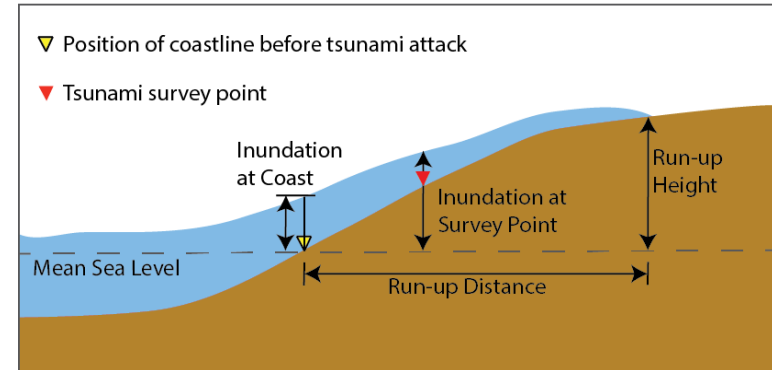 Position of coastline before tsunami attack
Tsunami survey point
Inundation
at Coast
Run-up
Height
Inundation at
Survey Point
Mean Sea Level
Run-up Distance